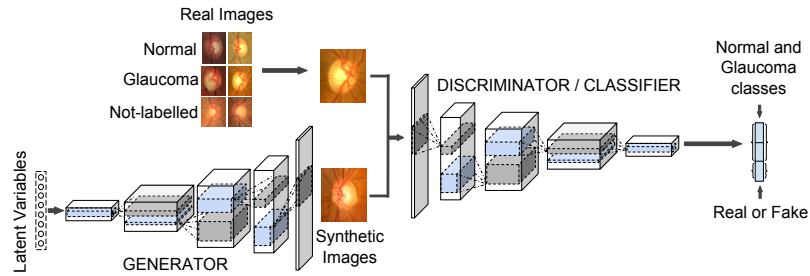 Real Images
Normal
Glaucoma
Not-labelled
Latent Variables
GENERATOR
Synthetic
Images
DISCRIMINATOR / CLASSIFIER
Normal and
Glaucoma
classes
Real or Fake